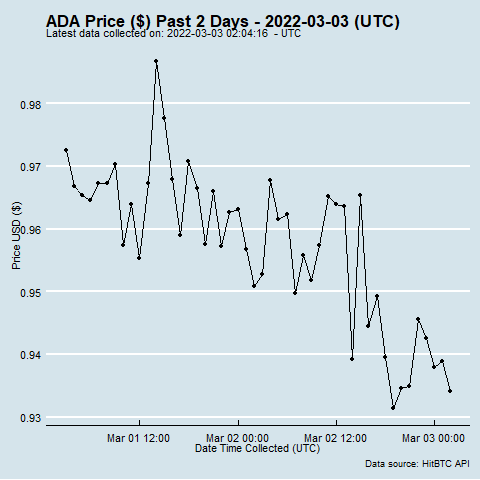 ADA Price ($) Past 2 Days - 2022-03-03 (UTC)
Latest data collected on: 2022-03-03 02:04:16 - UTC
0.98
0.97
0.96
0.95
0.94
0.93
Price USD ($)
Mar 01 12:00 Mar 02 00:00 Mar 02 12:00 Mar 03 00:00
Date Time Collected (UTC)
Data source: HitBTC API